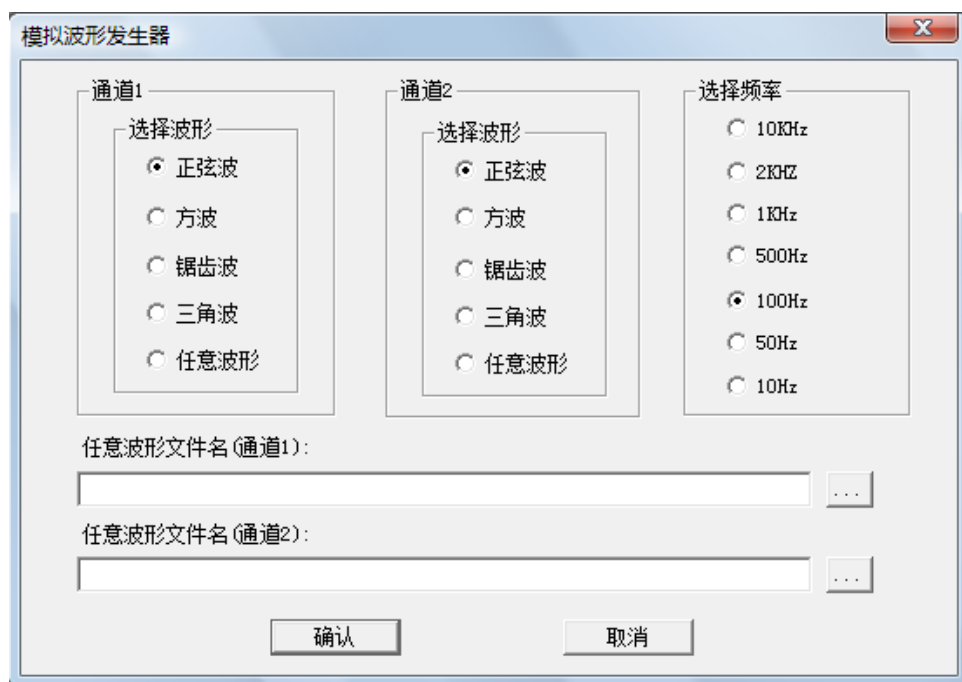 模拟波形发生器
通道1
选择波形
正弦波
方波
锯齿波
三角波
任意波形
通道2
选择波形
正弦波
方波
锯齿波
三角波
任意波形
选择频率
10KHz
2KHZ
1KHz
500Hz
100Hz
50Hz
10Hz
任意波形文件名(通道1):
...
任意波形文件名(通道2):
...
确认
取消